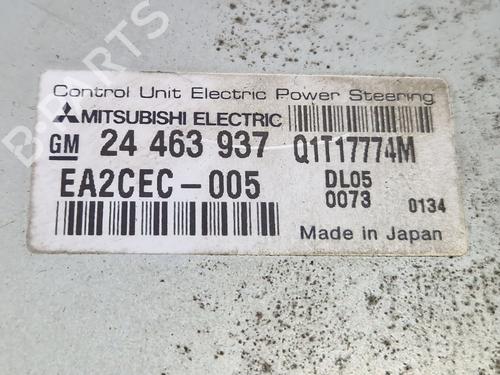 Control Unit Electric Power Steering
MITSUBISHI ELECTRIC
GM 24 463 937 Q1T17774M
EA2CEC-005 DL05
0073 0134
Made in Japan
B-PARTS